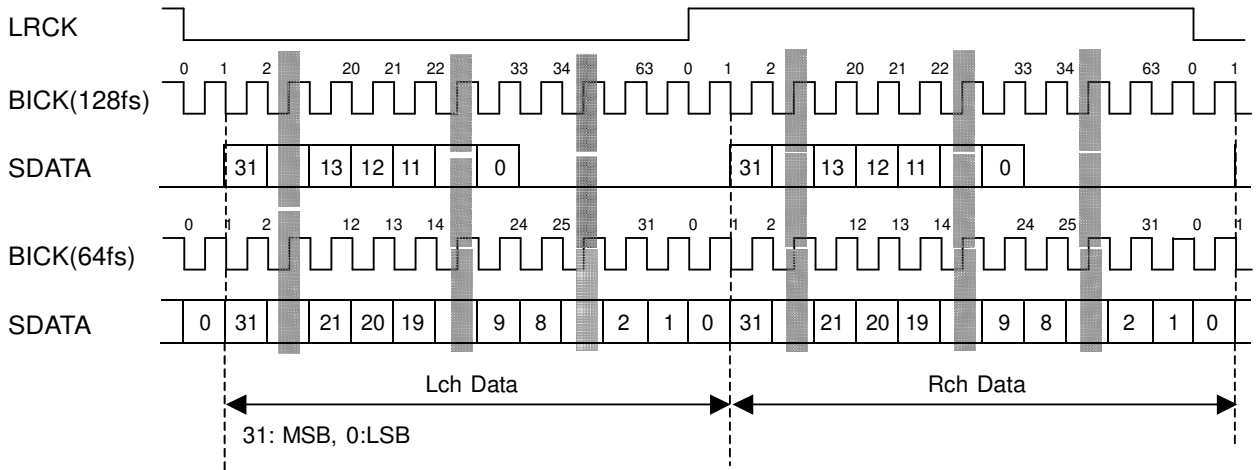 LRCK
0 1 2 20 21 22 33 34 63 0 1 2 20 21 22 33 34 63 0 1
BICK(128fs)
SDATA 31 13 12 11 0 31 13 12 11 0
0 1 2 12 13 14 24 25 31 0 1 2 12 13 14 24 25 31 0 1
BICK(64fs)
SDATA 0 31 21 20 19 9 8 2 1 0 31 21 20 19 9 8 2 1 0
Lch Data Rch Data
31: MSB, 0:LSB